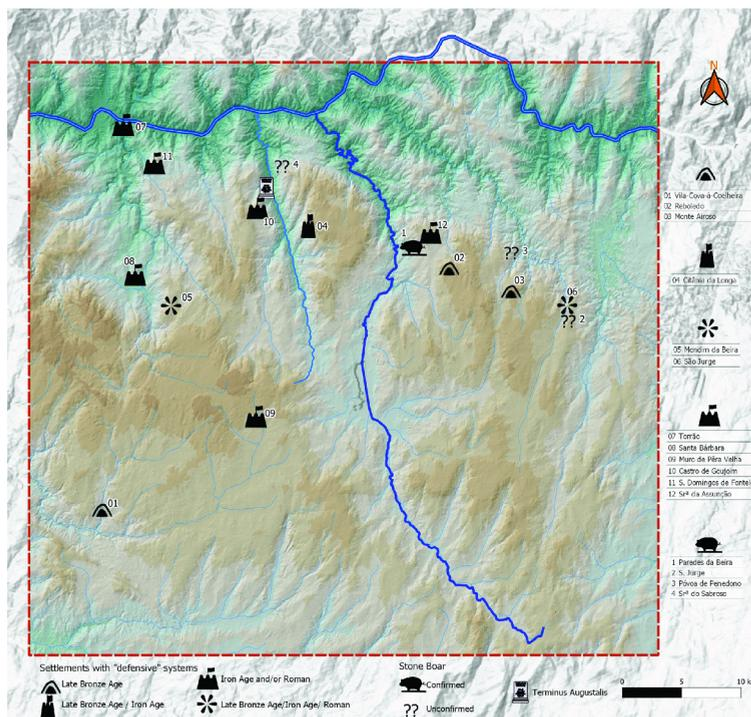 N
07
11
?? 4
10
04
1
12
02
?? 3
03
08
05
06
?? 2
09
01
01 Vila-Cova-à-Coelheira
02 Reboledo
03 Monte Airoso
04 Citânia da Longa
05 Mondim da Beira
06 São Jorge
07 Torrão
08 Santa Bárbara
09 Muro da Pêra Velha
10 Castro de Goujoim
11 S. Domingos de Fontel
12 Srª da Assunção
1 Paredes da Beira
2 S. Jorge
3 Póvoa de Penedono
4 Srª do Sabroso
Settlements with "defensive" systems
Late Bronze Age
Late Bronze Age / Iron Age
Iron Age and/or Roman
Late Bronze Age/Iron Age/ Roman
Stone Boar
Confirmed
?? Unconfirmed
Terminus Augustalis
0 5 10 k